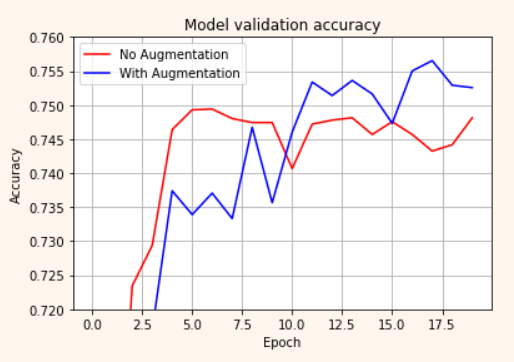 Model validation accuracy
No Augmentation
With Augmentation
Accuracy
0.760
0.755
0.750
0.745
0.740
0.735
0.730
0.725
0.720
0.0 2.5 5.0 7.5 10.0 12.5 15.0 17.5
Epoch